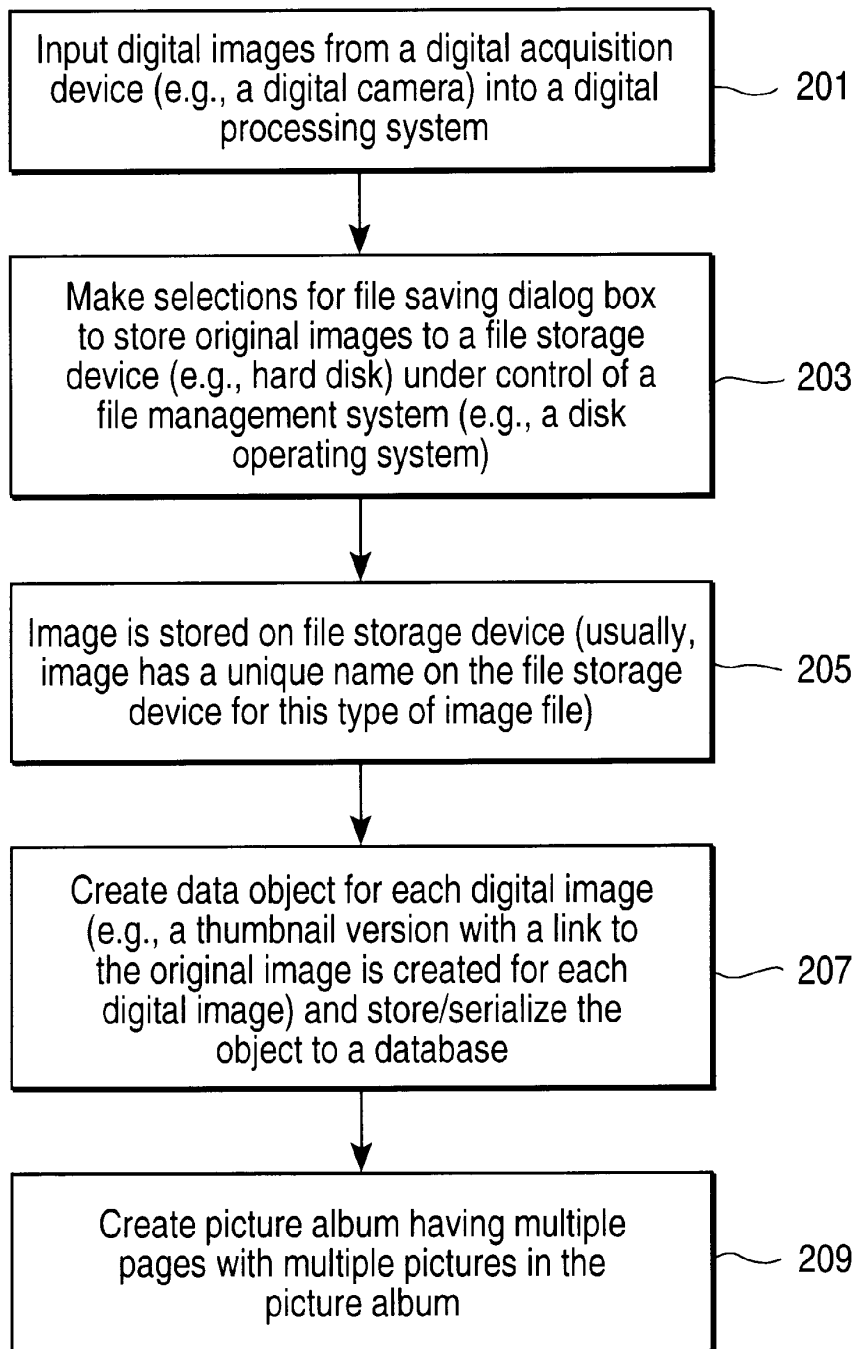 Input digital images from a digital acquisition
device (e.g., a digital camera) into a digital
processing system
201
Make selections for file saving dialog box
to store original images to a file storage
device (e.g., hard disk) under control of a
file management system (e.g., a disk
operating system)
203
Image is stored on file storage device (usually,
image has a unique name on the file storage
device for this type of image file)
205
Create data object for each digital image
(e.g., a thumbnail version with a link to
the original image is created for each
digital image) and store/serialize the
object to a database
207
Create picture album having multiple
pages with multiple pictures in the
picture album
209